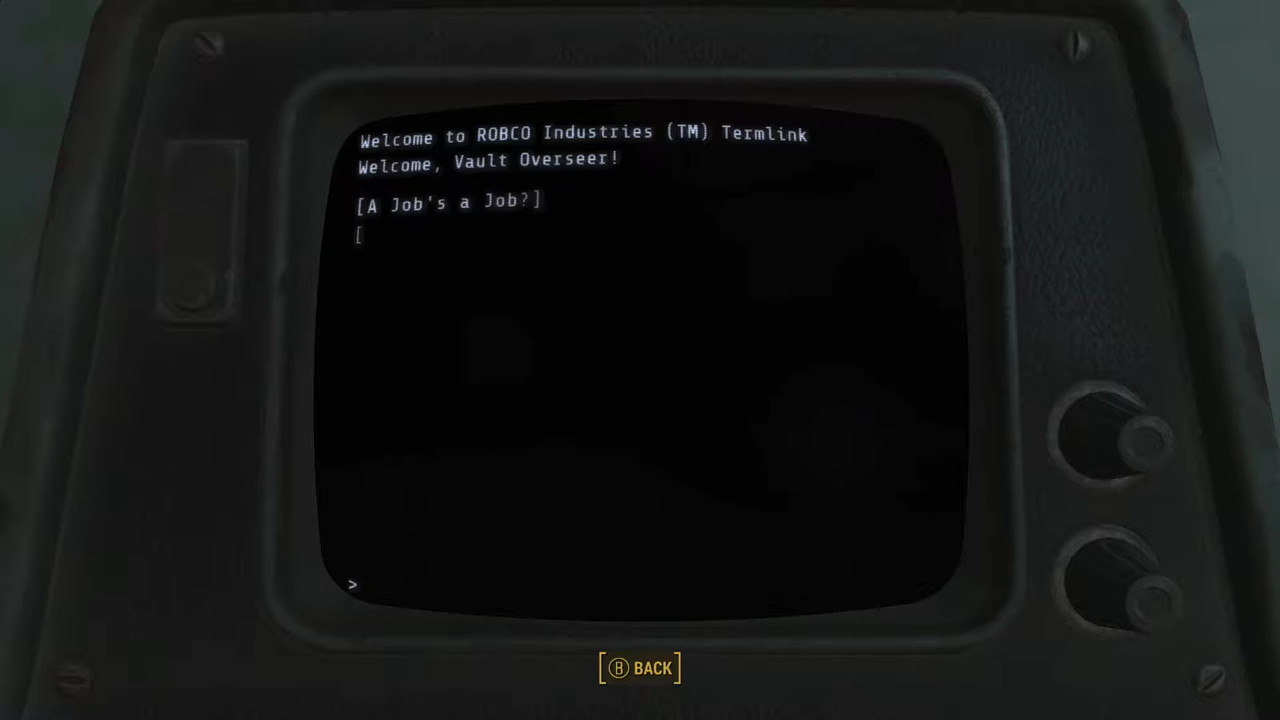 Welcome to ROBCO Industries (TM) Termlink
Welcome, Vault Overseer!
[A Job's a Job?]
[
>
[Ⓑ BACK]